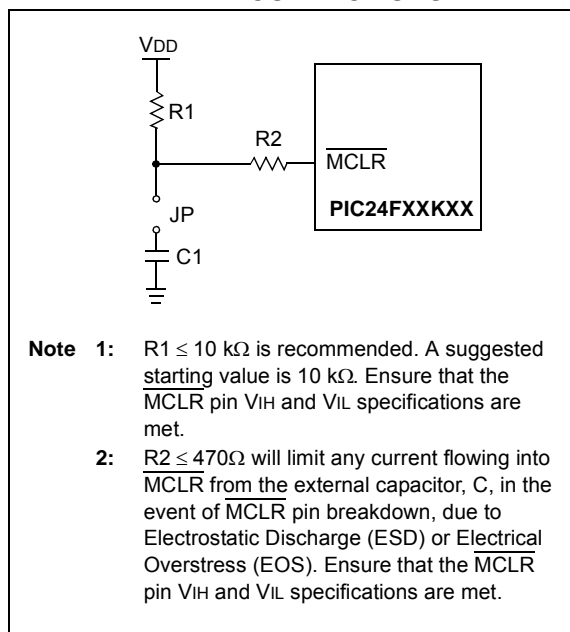 VDD
R1
R2
MCLR
PIC24FXXKXX
JP
C1
Note 1: R1 ≤ 10 kΩ is recommended. A suggested
starting value is 10 kΩ. Ensure that the
MCLR pin VIH and VIL specifications are
met.
2: R2 ≤ 470Ω will limit any current flowing into
MCLR from the external capacitor, C, in the
event of MCLR pin breakdown, due to
Electrostatic Discharge (ESD) or Electrical
Overstress (EOS). Ensure that the MCLR
pin VIH and VIL specifications are met.